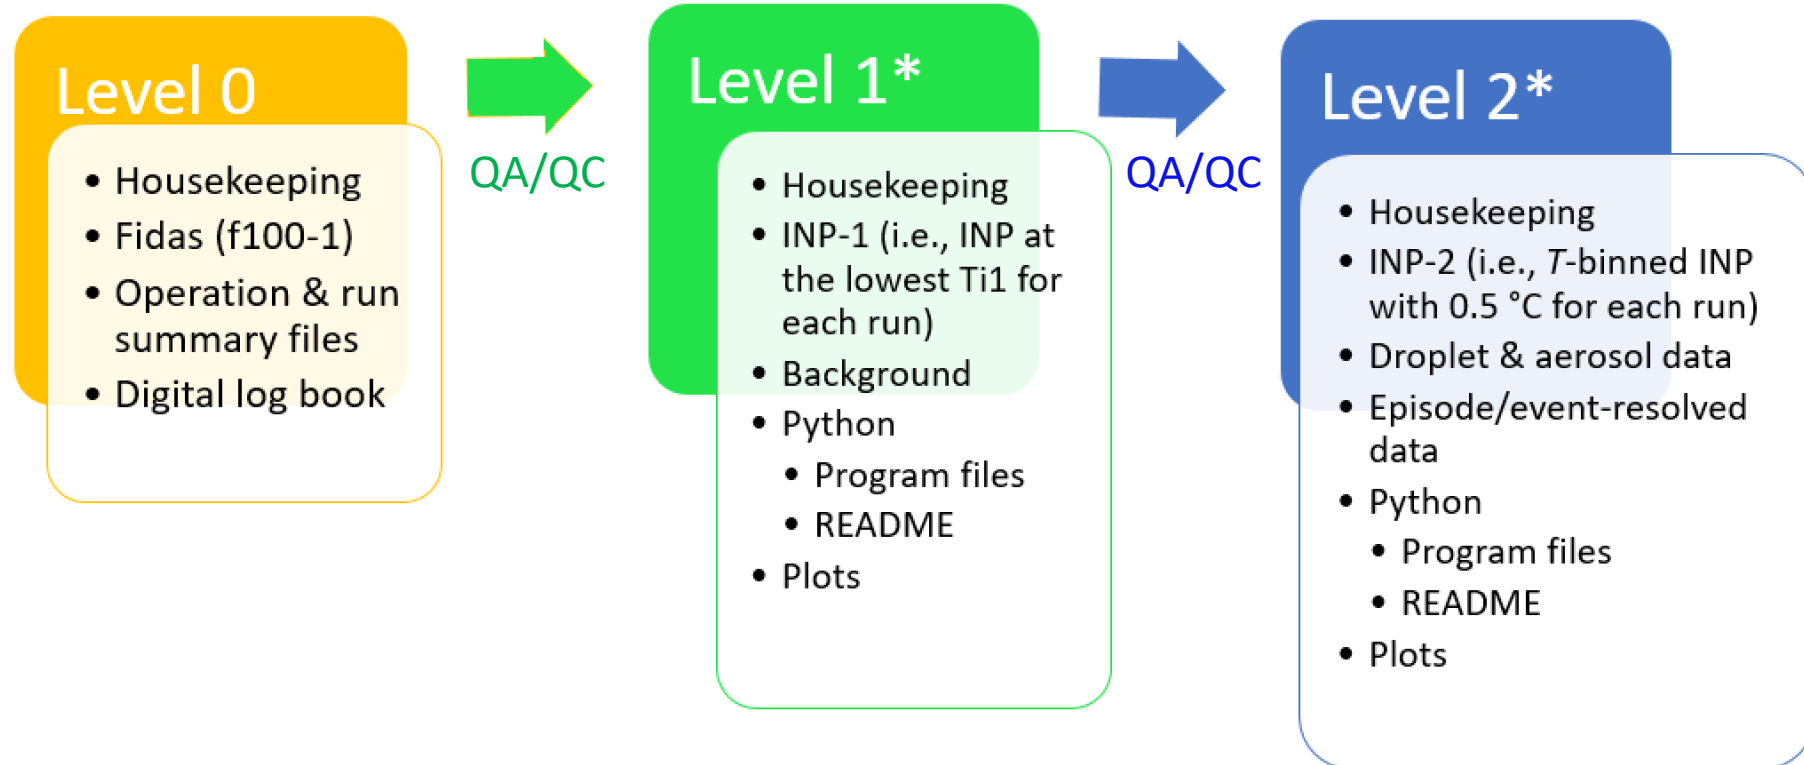 Level 0
• Housekeeping
• Fidas (f100-1)
• Operation & run
summary files
• Digital log book
QA/QC
Level 1*
• Housekeeping
• INP-1 (i.e., INP at
the lowest Ti1 for
each run)
• Background
• Python
• Program files
• README
• Plots
QA/QC
Level 2*
• Housekeeping
• INP-2 (i.e., T-binned INP
with 0.5 °C for each run)
• Droplet & aerosol data
• Episode/event-resolved
data
• Python
• Program files
• README
• Plots